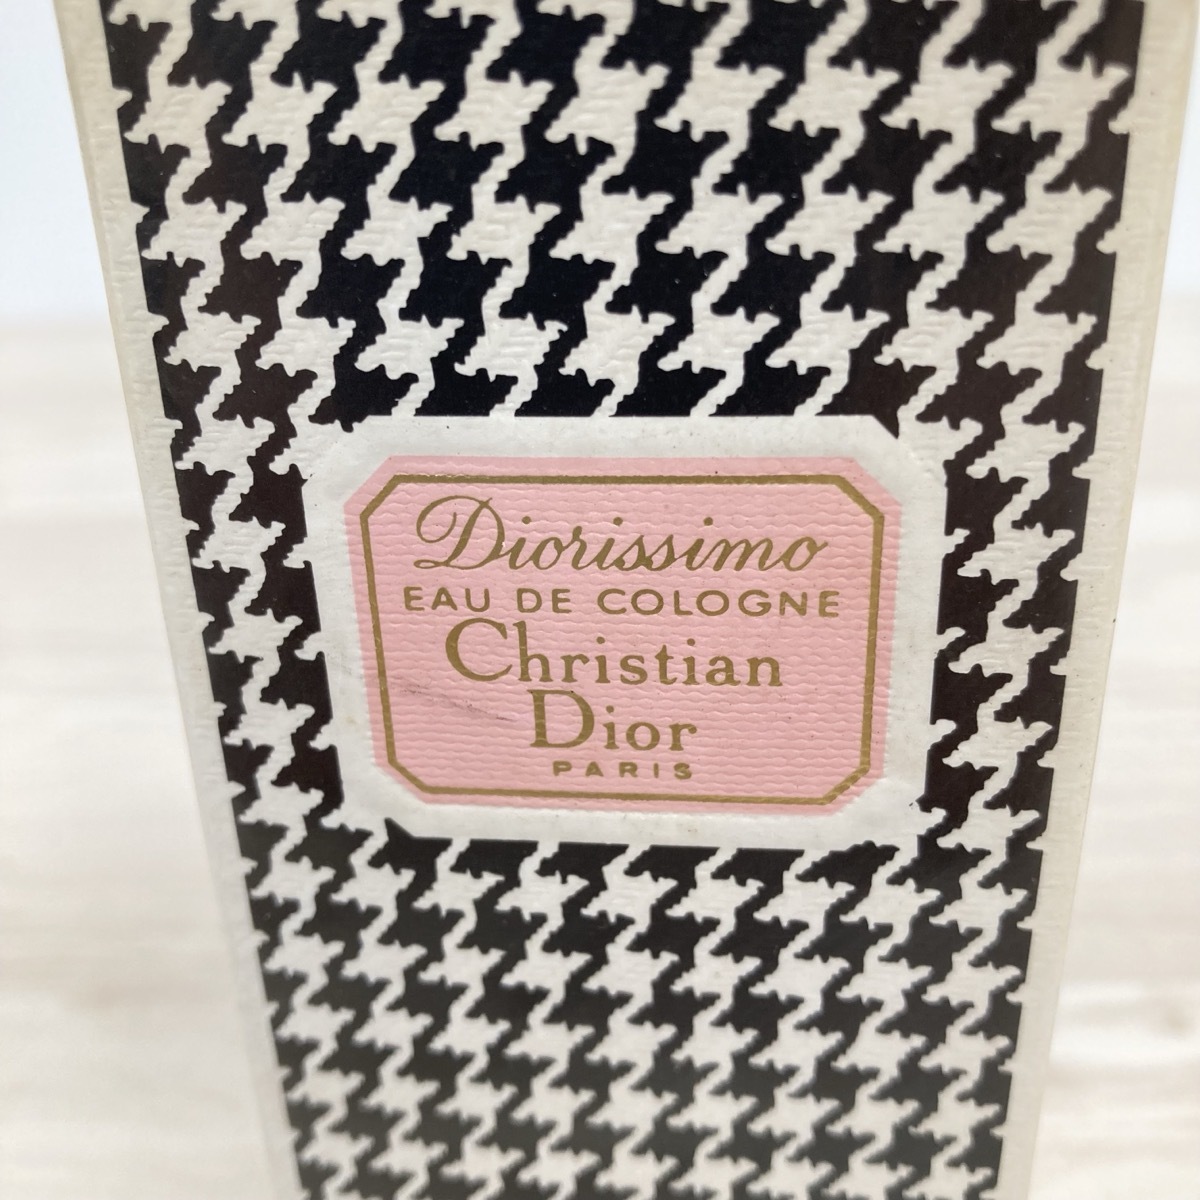 Diorissimo
EAU DE COLOGNE
Christian
Dior
PARIS